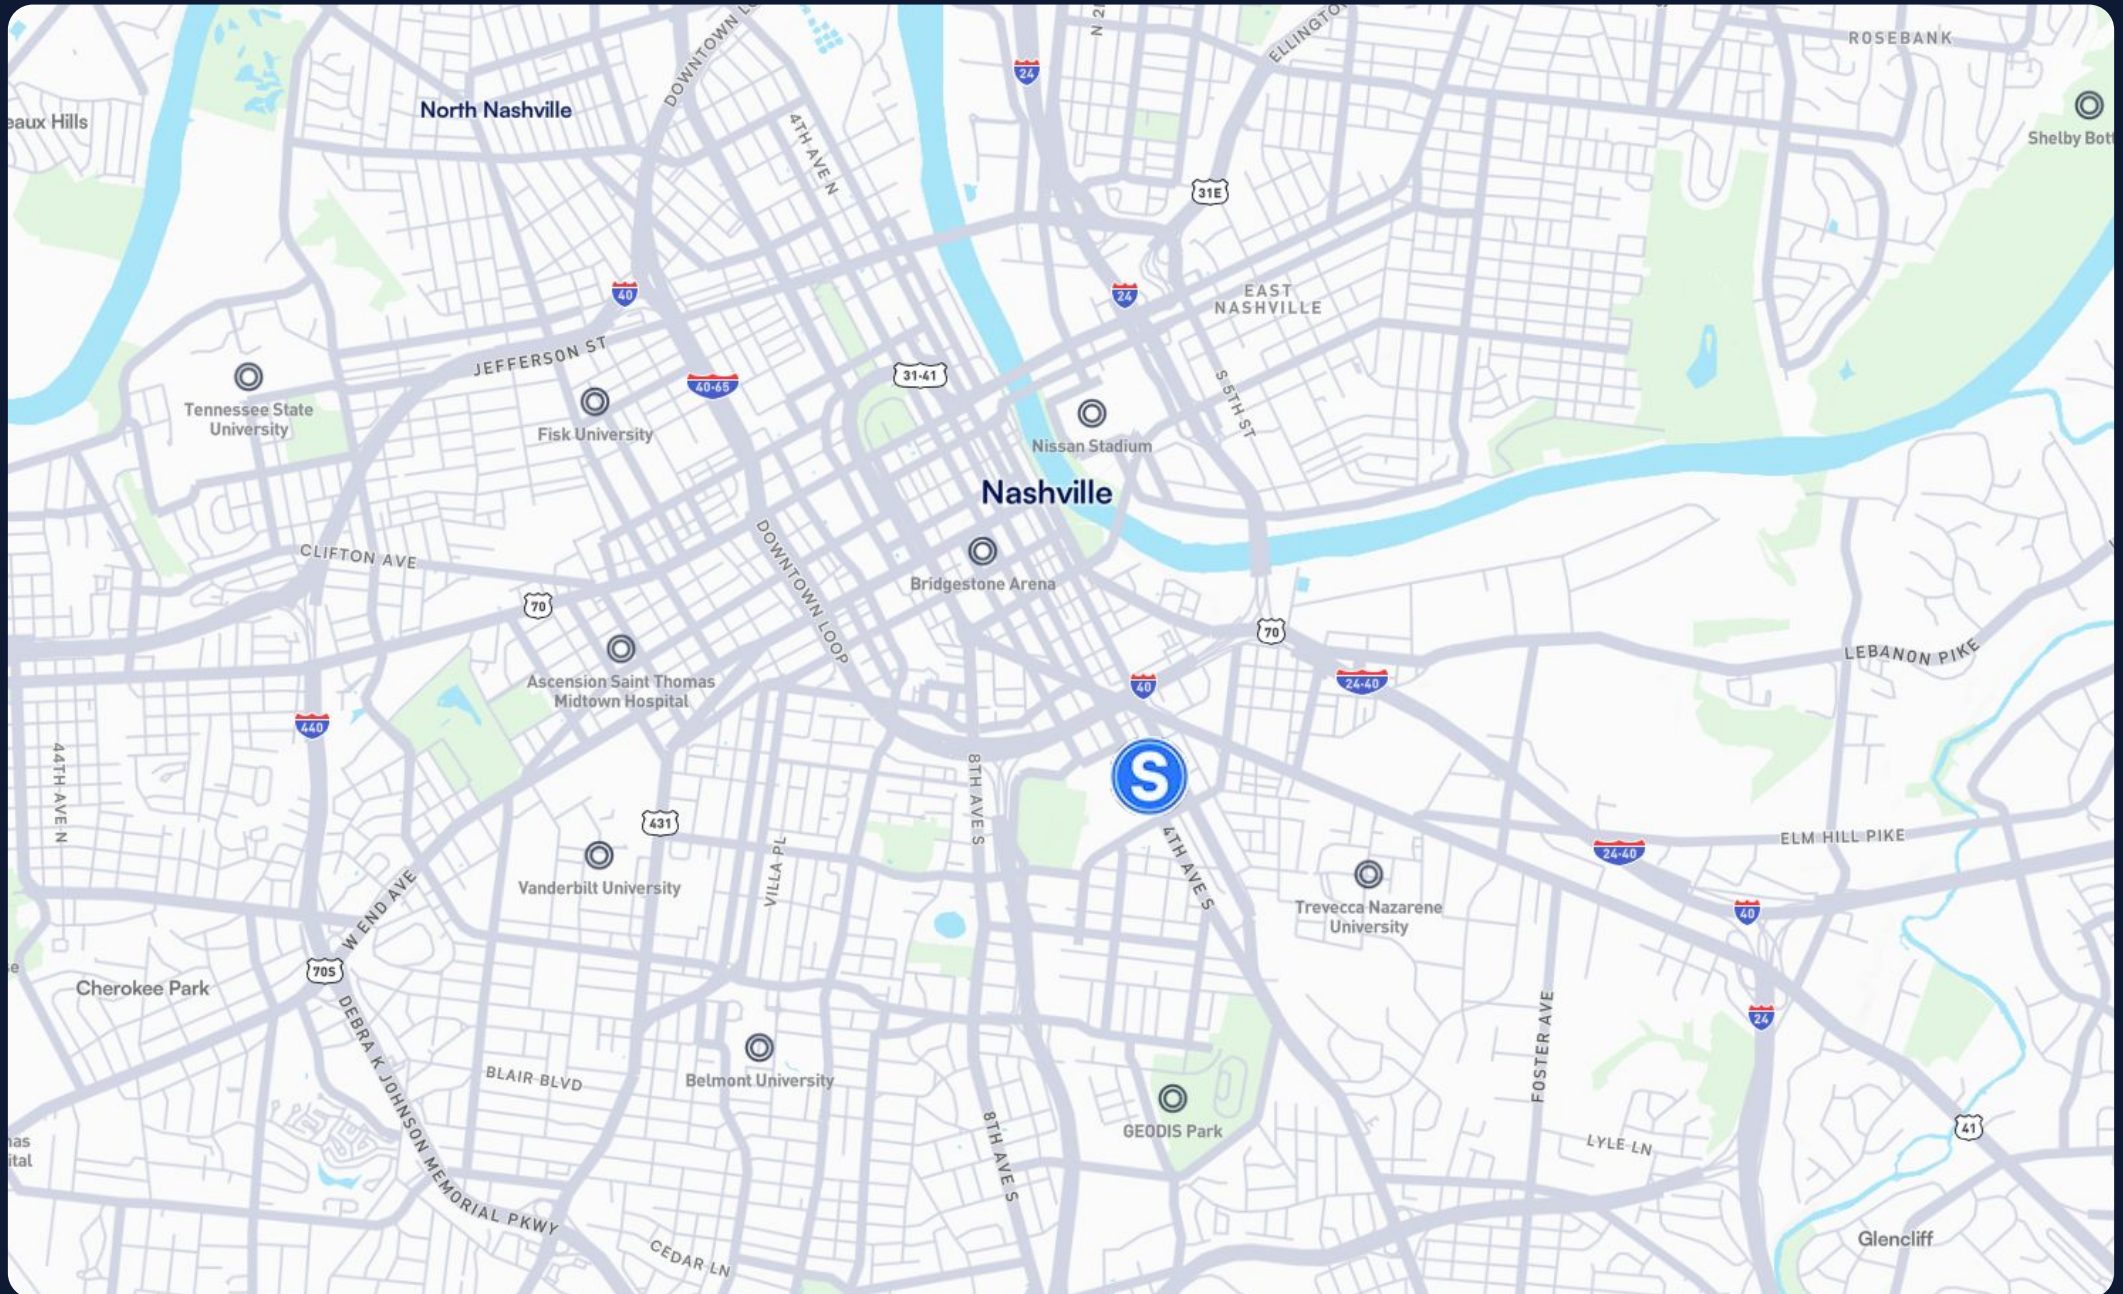 DOWNTOWN LO
N 2
ELLINGTO
ROSEBANK
24
North Nashville
eaux Hills
4TH AVE N
Shelby Bott
31E
40
24
EAST
NASHVILLE
JEFFERSON ST
40-65
31-41
Tennessee State
University
Fisk University
S 5TH ST
Nissan Stadium
Nashville
CLIFTON AVE
DOWNTOWN LOOP
Bridgestone Arena
70
70
LEBANON PIKE
Ascension Saint Thomas
Midtown Hospital
40
24-40
440
44TH AVE N
8TH AVE S
S
431
VILLA PL
4TH AVE S
ELM HILL PIKE
24-40
Vanderbilt University
W END AVE
Trevecca Nazarene
University
40
70S
se
Cherokee Park
DEBRA K JOHNSON MEMORIAL PKWY
FOSTER AVE
24
BLAIR BLVD
Belmont University
8TH AVE S
GEODIS Park
LYLE LN
41
nas
ital
CEDAR LN
Glencliff